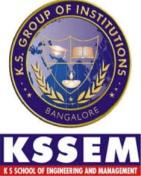 K.S. GROUP OF INSTITUTIONS
BANGALORE
KSSEM
K S SCHOOL OF ENGINEERING AND MANAGEMENT